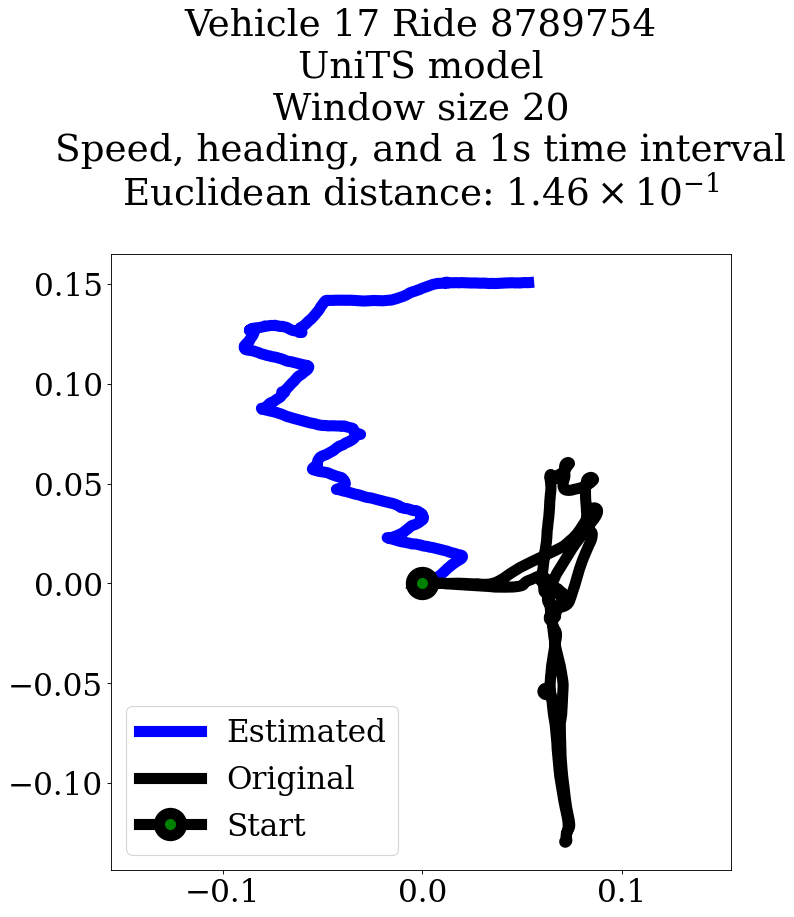 Vehicle 17 Ride 8789754
UniTS model
Window size 20
Speed, heading, and a 1s time interval
Euclidean distance: 1.46 × 10⁻¹
0.15
0.10
0.05
0.00
−0.05
−0.10
Estimated
Original
Start
−0.1
0.0
0.1